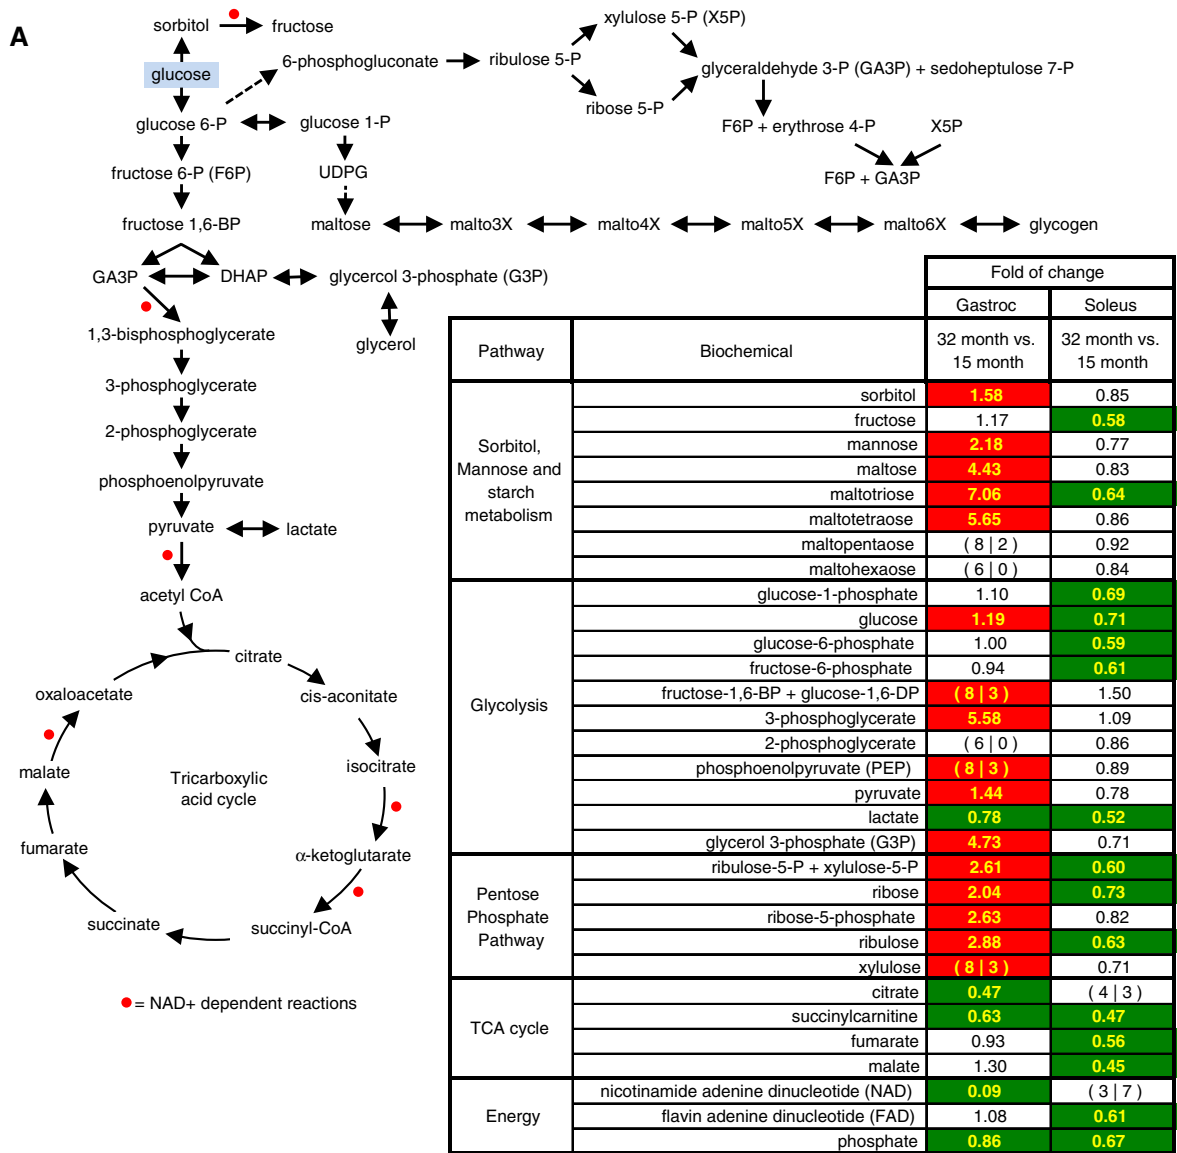 A
sorbitol fructose
glucose
6-phosphogluconate ribulose 5-P
xylulose 5-P (X5P)
ribose 5-P
glyceraldehyde 3-P (GA3P) + sedoheptulose 7-P
glucose 6-P glucose 1-P
F6P + erythrose 4-P X5P
fructose 6-P (F6P) UDPG
F6P + GA3P
fructose 1,6-BP maltose malto3X malto4X malto5X malto6X glycogen
GA3P DHAP glycercol 3-phosphate (G3P)
1,3-bisphosphoglycerate
glycerol
3-phosphoglycerate
2-phosphoglycerate
phosphoenolpyruvate
pyruvate lactate
acetyl CoA
citrate
oxaloacetate cis-aconitate
malate
Tricarboxylic
acid cycle
isocitrate
fumarate α-ketoglutarate
succinate succinyl-CoA
= NAD+ dependent reactions
Fold of change
Gastroc Soleus
Pathway Biochemical 32 month vs. 15 month 32 month vs. 15 month
Sorbitol,
Mannose and
starch
metabolism
sorbitol 1.58 0.85
fructose 1.17 0.58
mannose 2.18 0.77
maltose 4.43 0.83
maltotriose 7.06 0.64
maltotetraose 5.65 0.86
maltopentaose ( 8 | 2 ) 0.92
maltohexaose ( 6 | 0 ) 0.84
Glycolysis
glucose-1-phosphate 1.10 0.69
glucose 1.19 0.71
glucose-6-phosphate 1.00 0.59
fructose-6-phosphate 0.94 0.61
fructose-1,6-BP + glucose-1,6-DP ( 8 | 3 ) 1.50
3-phosphoglycerate 5.58 1.09
2-phosphoglycerate ( 6 | 0 ) 0.86
phosphoenolpyruvate (PEP) ( 8 | 3 ) 0.89
pyruvate 1.44 0.78
lactate 0.78 0.52
glycerol 3-phosphate (G3P) 4.73 0.71
Pentose
Phosphate
Pathway
ribulose-5-P + xylulose-5-P 2.61 0.60
ribose 2.04 0.73
ribose-5-phosphate 2.63 0.82
ribulose 2.88 0.63
xylulose ( 8 | 3 ) 0.71
TCA cycle
citrate 0.47 ( 4 | 3 )
succinylcarnitine 0.63 0.47
fumarate 0.93 0.56
malate 1.30 0.45
Energy
nicotinamide adenine dinucleotide (NAD) 0.09 ( 3 | 7 )
flavin adenine dinucleotide (FAD) 1.08 0.61
phosphate 0.86 0.67